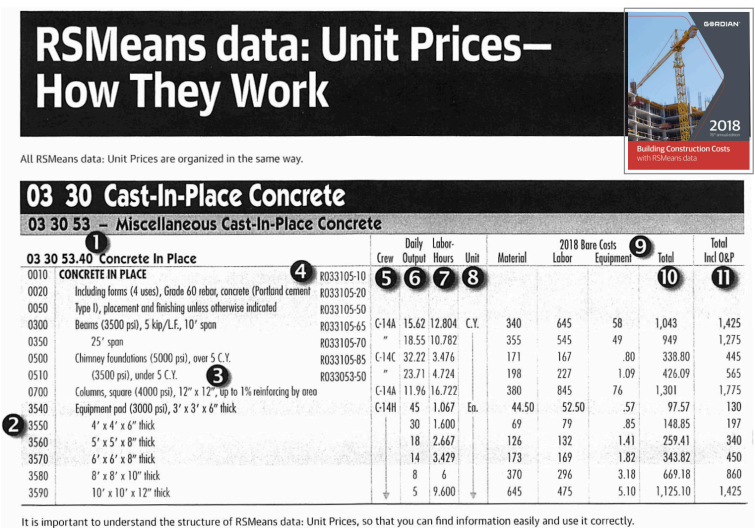 RSMeans data: Unit Prices—
How They Work
GORDIAN
2018
Building Construction Costs
with RSMeans data
All RSMeans data: Unit Prices are organized in the same way.
03 30 Cast-In-Place Concrete
03 30 53 – Miscellaneous Cast-In-Place Concrete
1 Daily Labor- 2018 Bare Costs 9 Total
03 30 53.40 Concrete In Place Crew Output Hours Unit Material Labor Equipment Total Incl O&P
0010 CONCRETE IN PLACE 4 R033105-10 5 6 7 8 10 11
0020 Including forms (4 uses), Grade 60 rebar, concrete (Portland cement R033105-20
0050 Type I), placement and finishing unless otherwise indicated R033105-50
0300 Beams (3500 psi), 5 kip/L.F., 10' span R033105-65 C-14A 15.62 12.804 C.Y. 340 645 58 1,043 1,425
0350 25' span R033105-70 " 18.55 10.782 355 545 49 949 1,275
0500 Chimney foundations (5000 psi), over 5 C.Y. R033105-85 C-14C 32.22 3.476 171 167 .80 338.80 445
0510 (3500 psi), under 5 C.Y. 3 R033053-50 " 23.71 4.724 198 227 1.09 426.09 565
0700 Columns, square (4000 psi), 12" x 12", up to 1% reinforcing by area C-14A 11.96 16.722 380 845 76 1,301 1,775
3540 Equipment pad (3000 psi), 3' x 3' x 6" thick C-14H 45 1.067 Ea. 44.50 52.50 .57 97.57 130
2 3550 4' x 4' x 6" thick 30 1.600 69 79 .85 148.85 197
3560 5' x 5' x 8" thick 18 2.667 126 132 1.41 259.41 340
3570 6' x 6' x 8" thick 14 3.429 173 169 1.82 343.82 450
3580 8' x 8' x 10" thick 8 6 370 296 3.18 669.18 860
3590 10' x 10' x 12" thick 5 9.600 645 475 5.10 1,125.10 1,425
It is important to understand the structure of RSMeans data: Unit Prices, so that you can find information easily and use it correctly.